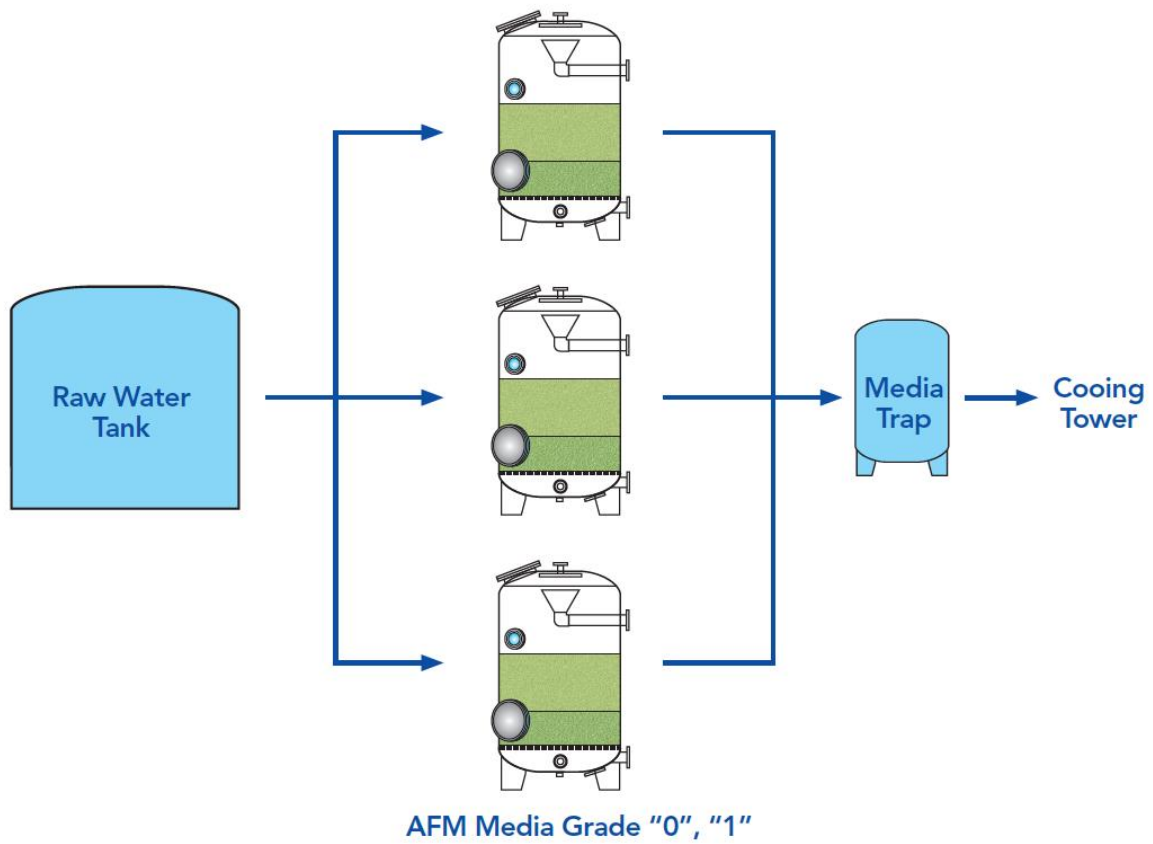 Raw Water
Tank
Media
Trap
Cooing
Tower
AFM Media Grade “0”, “1”